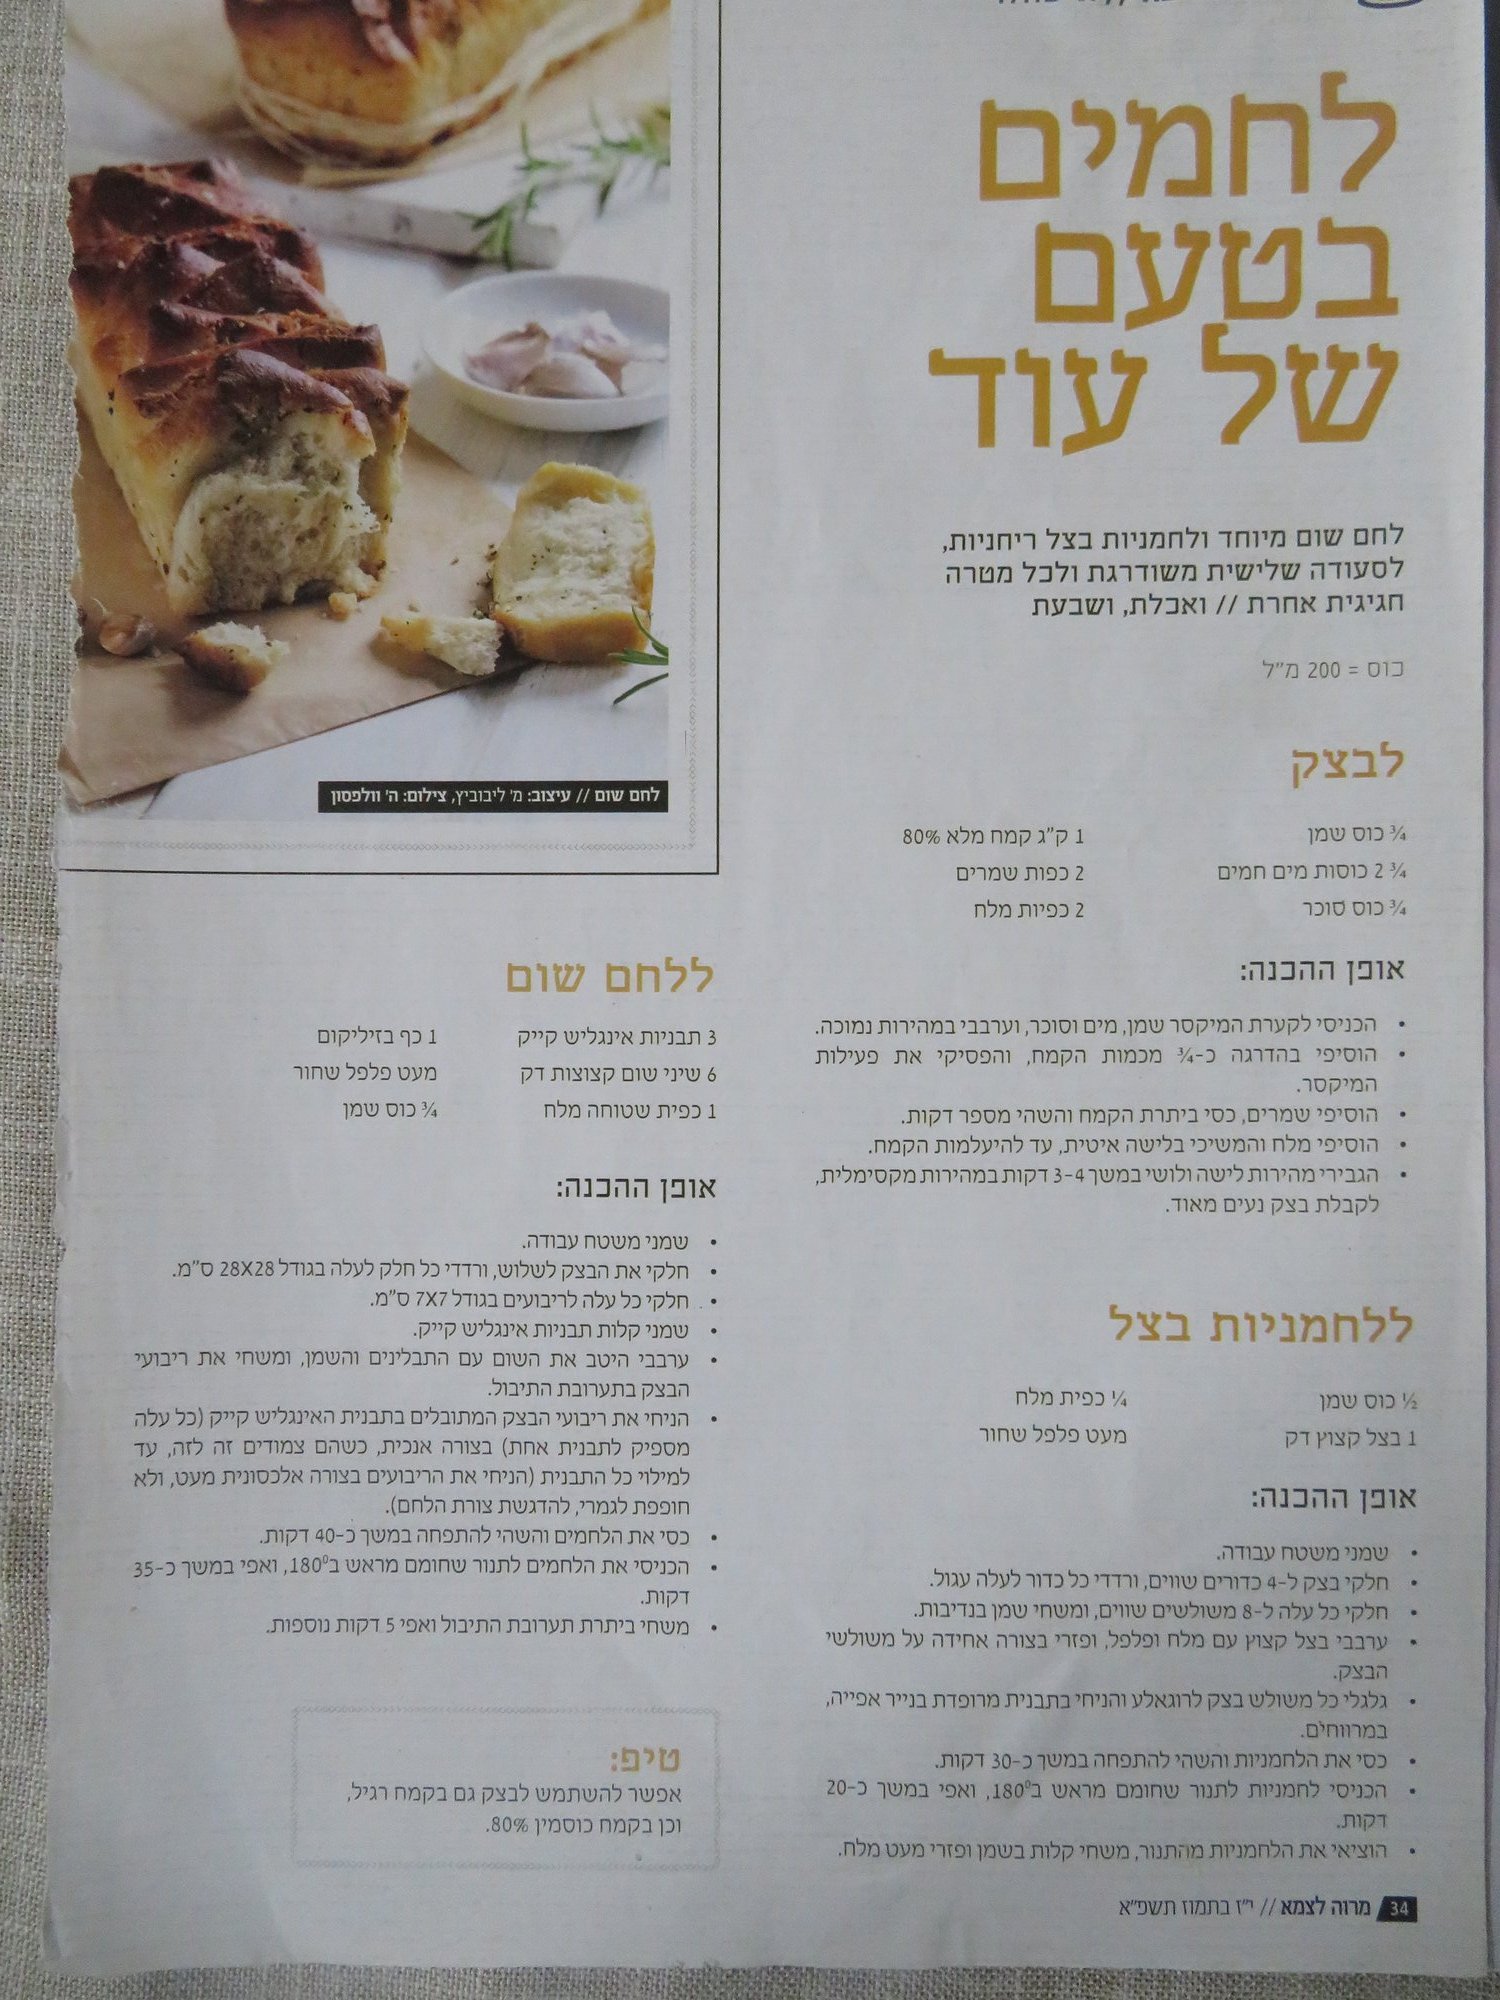 לחמים
בטעם
של עוד
לחם שום מיוחד ולחמניות בצל ריחניות,
לסעודה שלישית משודרגת ולכל מטרה
חגיגית אחרת // ואכלת, ושבעת
כוס = 200 מ"ל
לבצק
¾ כוס שמן
¾ 2 כוסות מים חמים
¾ כוס סוכר
1 ק"ג קמח מלא 80%
2 כפות שמרים
2 כפיות מלח
אופן ההכנה:
• הכניסי לקערת המיקסר שמן, מים וסוכר, וערבבי במהירות נמוכה.
• הוסיפי בהדרגה כ-¾ מכמות הקמח, והפסיקי את פעילות
המיקסר.
• הוסיפי שמרים, כסי ביתרת הקמח והשהי מספר דקות.
• הוסיפי מלח והמשיכי בלישה איטית, עד להיעלמות הקמח.
• הגבירי מהירות לישה ולושי במשך 3-4 דקות במהירות מקסימלית,
לקבלת בצק נעים מאוד.
ללחמניות בצל
½ כוס שמן
1 בצל קצוץ דק
¼ כפית מלח
מעט פלפל שחור
אופן ההכנה:
• שמני משטח עבודה.
• חלקי בצק ל-4 כדורים שווים, ורדדי כל כדור לעלה עגול.
• חלקי כל עלה ל-8 משולשים שווים, ומשחי שמן בנדיבות.
• ערבבי בצל קצוץ עם מלח ופלפל, ופזרי בצורה אחידה על משולשי
הבצק.
• גלגלי כל משולש בצק לרוגאלע והניחי בתבנית מרופדת בנייר אפייה,
במרווחים.
• כסי את הלחמניות והשהי להתפחה במשך כ-30 דקות.
• הכניסי לחמניות לתנור שחומם מראש ב180⁰, ואפי במשך כ-20
דקות.
• הוציאי את הלחמניות מהתנור, משחי קלות בשמן ופזרי מעט מלח.
לחם שום // עיצוב: מ' ליבוביץ, צילום: ה' וולפסון
ללחם שום
3 תבניות אינגליש קייק
6 שיני שום קצוצות דק
1 כפית שטוחה מלח
1 כף בזיליקום
מעט פלפל שחור
¾ כוס שמן
אופן ההכנה:
• שמני משטח עבודה.
• חלקי את הבצק לשלוש, ורדדי כל חלק לעלה בגודל 28X28 ס"מ.
• חלקי כל עלה לריבועים בגודל 7X7 ס"מ.
• שמני קלות תבניות אינגליש קייק.
• ערבבי היטב את השום עם התבלינים והשמן, ומשחי את ריבועי
הבצק בתערובת התיבול.
• הניחי את ריבועי הבצק המתובלים בתבנית האינגליש קייק (כל עלה
מספיק לתבנית אחת) בצורה אנכית, כשהם צמודים זה לזה, עד
למילוי כל התבנית (הניחי את הריבועים בצורה אלכסונית מעט, ולא
חופפת לגמרי, להדגשת צורת הלחם).
• כסי את הלחמים והשהי להתפחה במשך כ-40 דקות.
• הכניסי את הלחמים לתנור שחומם מראש ב180⁰, ואפי במשך כ-35
דקות.
• משחי ביתרת תערובת התיבול ואפי 5 דקות נוספות.
טיפ:
אפשר להשתמש לבצק גם בקמח רגיל,
וכן בקמח כוסמין 80%.
34 מרוה לצמא // י"ז בתמוז תשפ"א